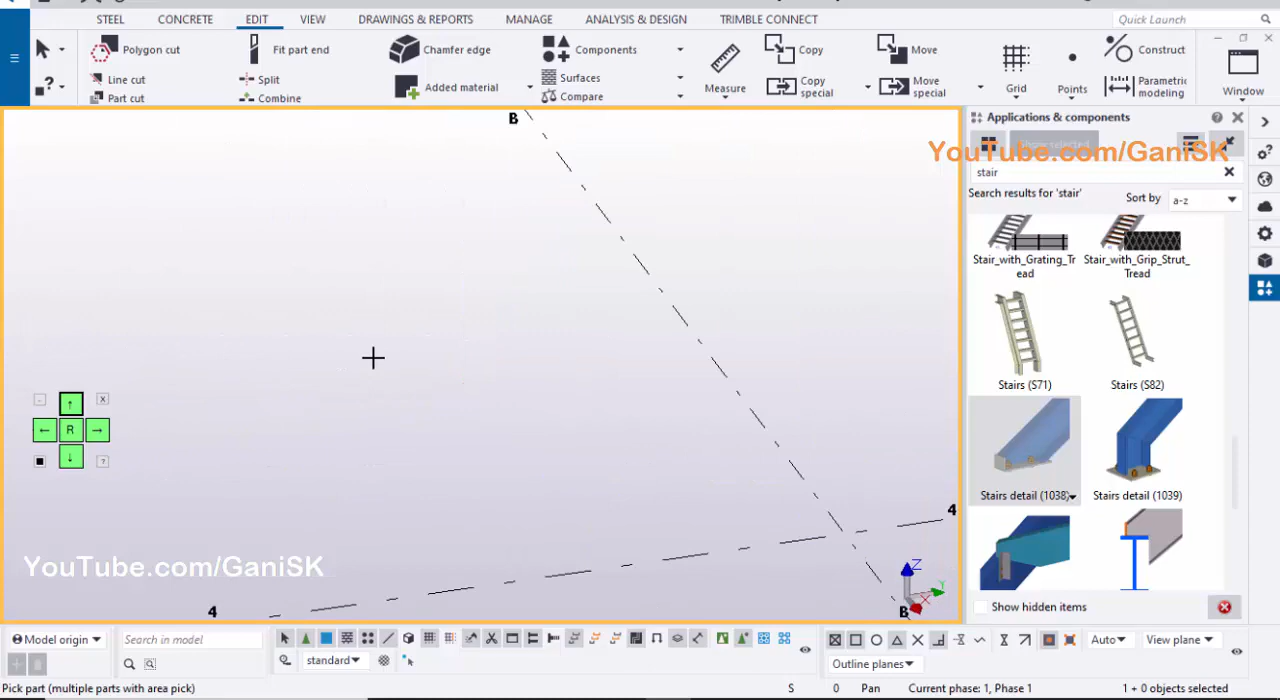 STEEL CONCRETE EDIT VIEW DRAWINGS & REPORTS MANAGE ANALYSIS & DESIGN TRIMBLE CONNECT Quick Launch
Polygon cut Fit part end Chamfer edge Components Copy Move Construct
Line cut Split Surfaces
Part cut Combine Added material Compare Measure Copy special Move special Grid Points Parametric modeling Window
B
Applications & components
YouTube.com/GaniSK
stair
Search results for 'stair' Sort by a-z
Stair_with_Grating_Tr
ead
Stair_with_Grip_Strut_
Tread
Stairs (S71) Stairs (S82)
Stairs detail (1038) Stairs detail (1039)
X
R
?
4
Z
Y
X
B
4
YouTube.com/GaniSK
Show hidden items
Model origin Search in model
standard
Auto View plane
Outline planes
Pick part (multiple parts with area pick) S 0 Pan Current phase: 1, Phase 1 1 + 0 objects selected